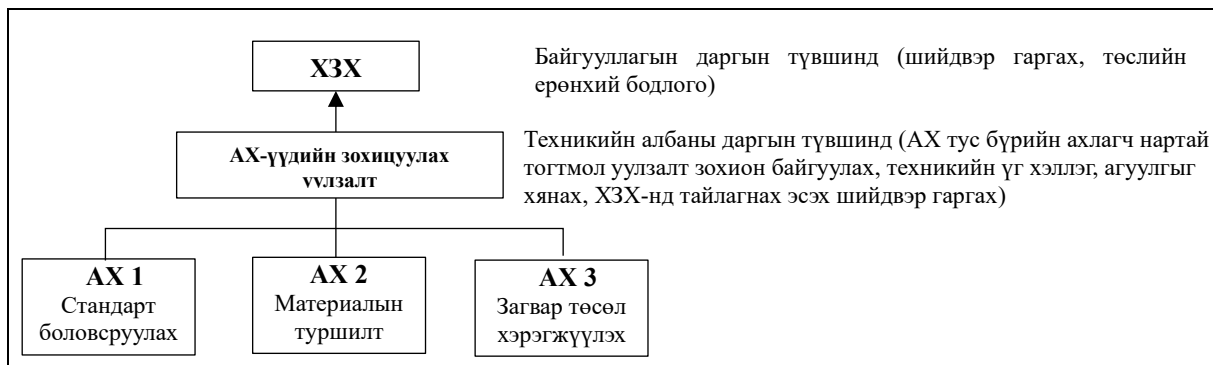 ХЗХ
Байгууллагын даргын түвшинд (шийдвэр гаргах, төслийн
ерөнхий бодлого)
АХ-үүдийн зохицуулах
уулзалт
Техникийн албаны даргын түвшинд (АХ тус бүрийн ахлагч нартай
тогтмол уулзалт зохион байгуулах, техникийн үг хэллэг, агуулгыг
хянах, ХЗХ-нд тайлагнах эсэх шийдвэр гаргах)
АХ 1
Стандарт
боловсруулах
АХ 2
Материалын
туршилт
АХ 3
Загвар төсөл
хэрэгжүүлэх